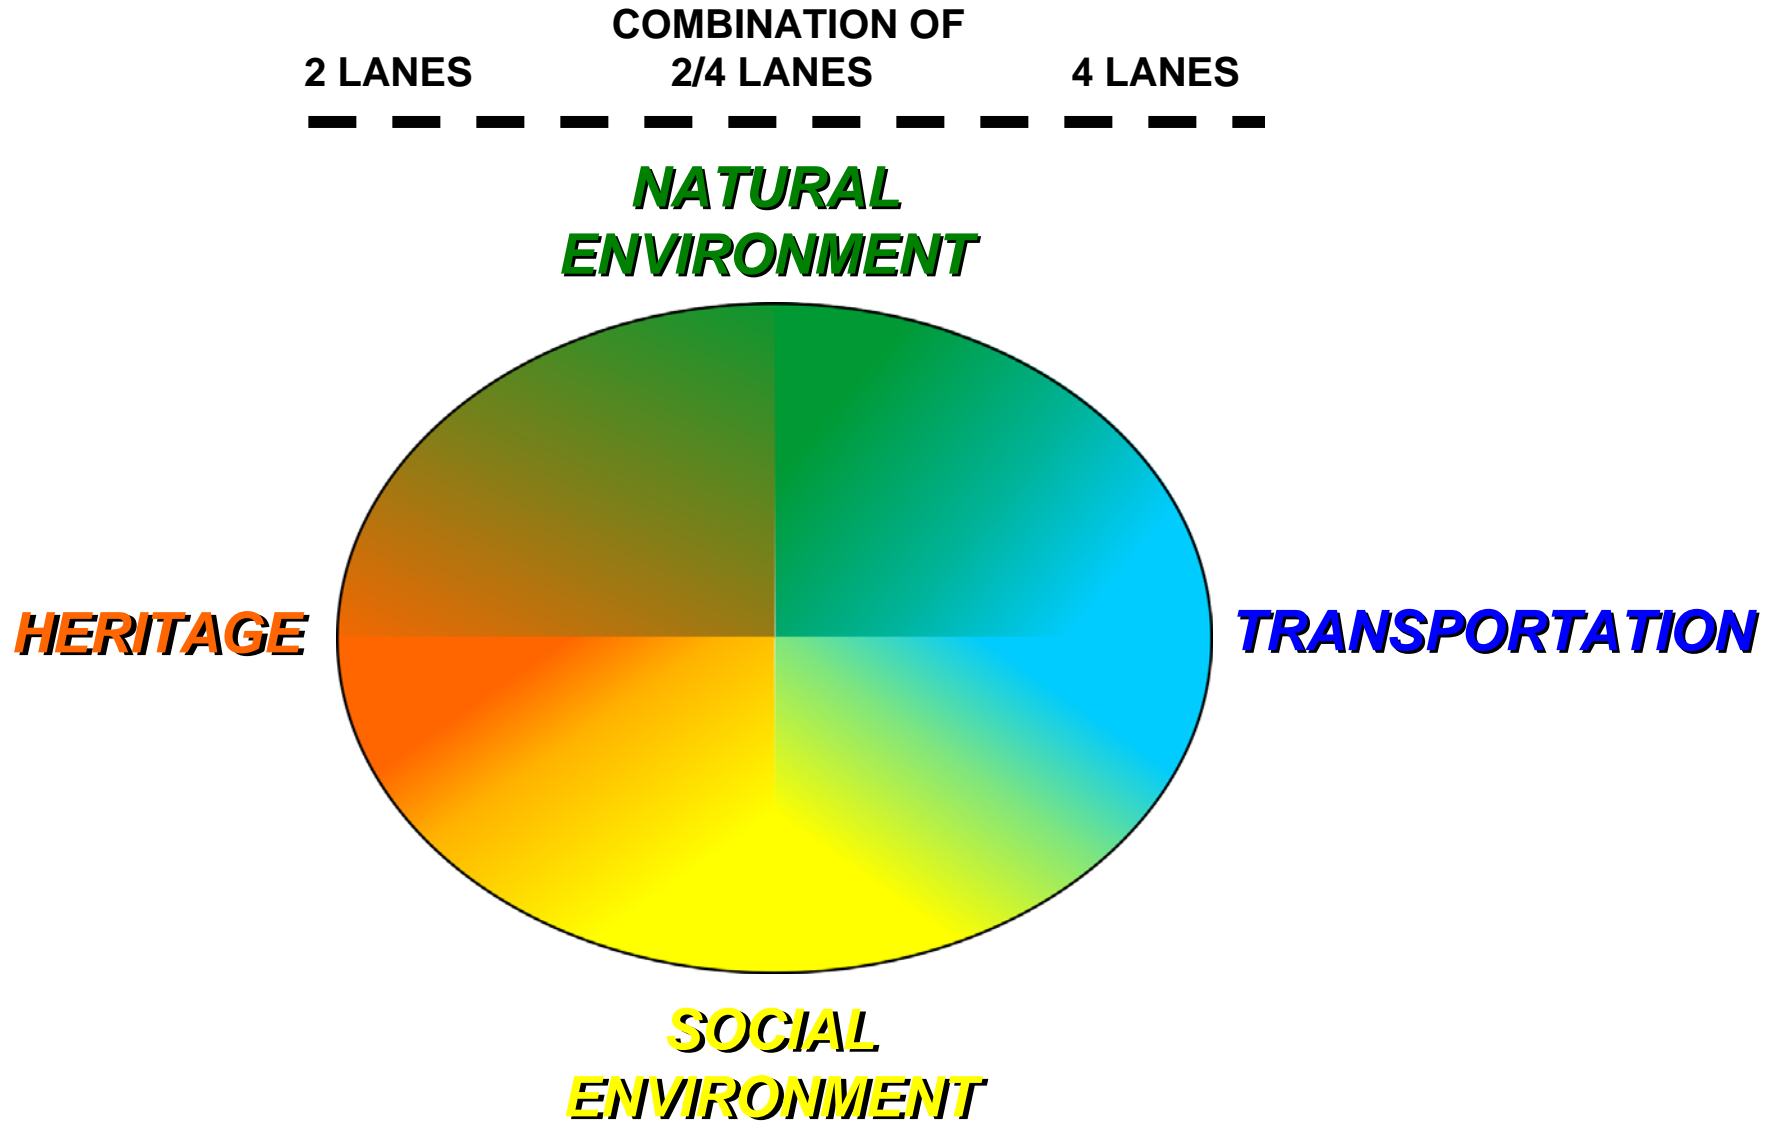 COMBINATION OF
2 LANES 2/4 LANES 4 LANES
NATURAL
ENVIRONMENT
HERITAGE TRANSPORTATION
SOCIAL
ENVIRONMENT